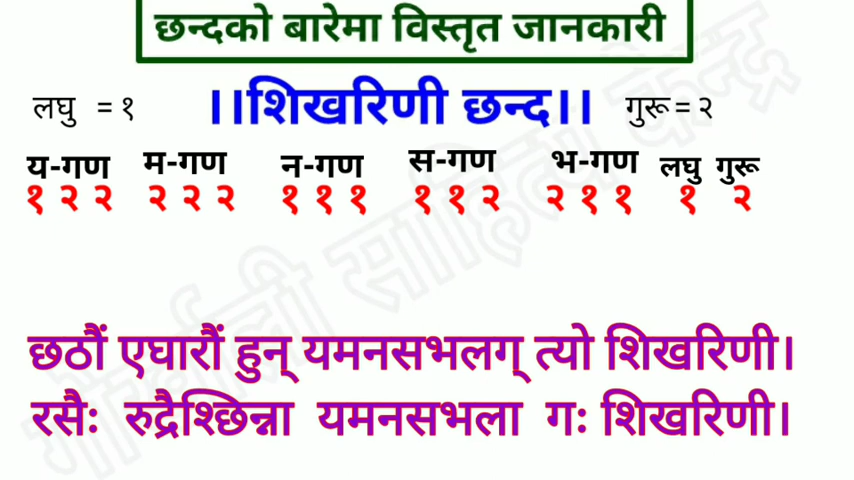 छन्दको बारेमा विस्तृत जानकारी
लघु = १ ।।शिखरिणी छन्द।। गुरू = २
य-गण म-गण न-गण स-गण भ-गण लघु गुरू
१ २ २ २ २ २ १ १ १ १ १ २ २ १ १ १ २
छठौं एघारौं हुन् यमनसभलग् त्यो शिखरिणी।
रसैः रुद्रैश्छिन्ना यमनसभला गः शिखरिणी।
गोर्खाली साहित्य केन्द्र